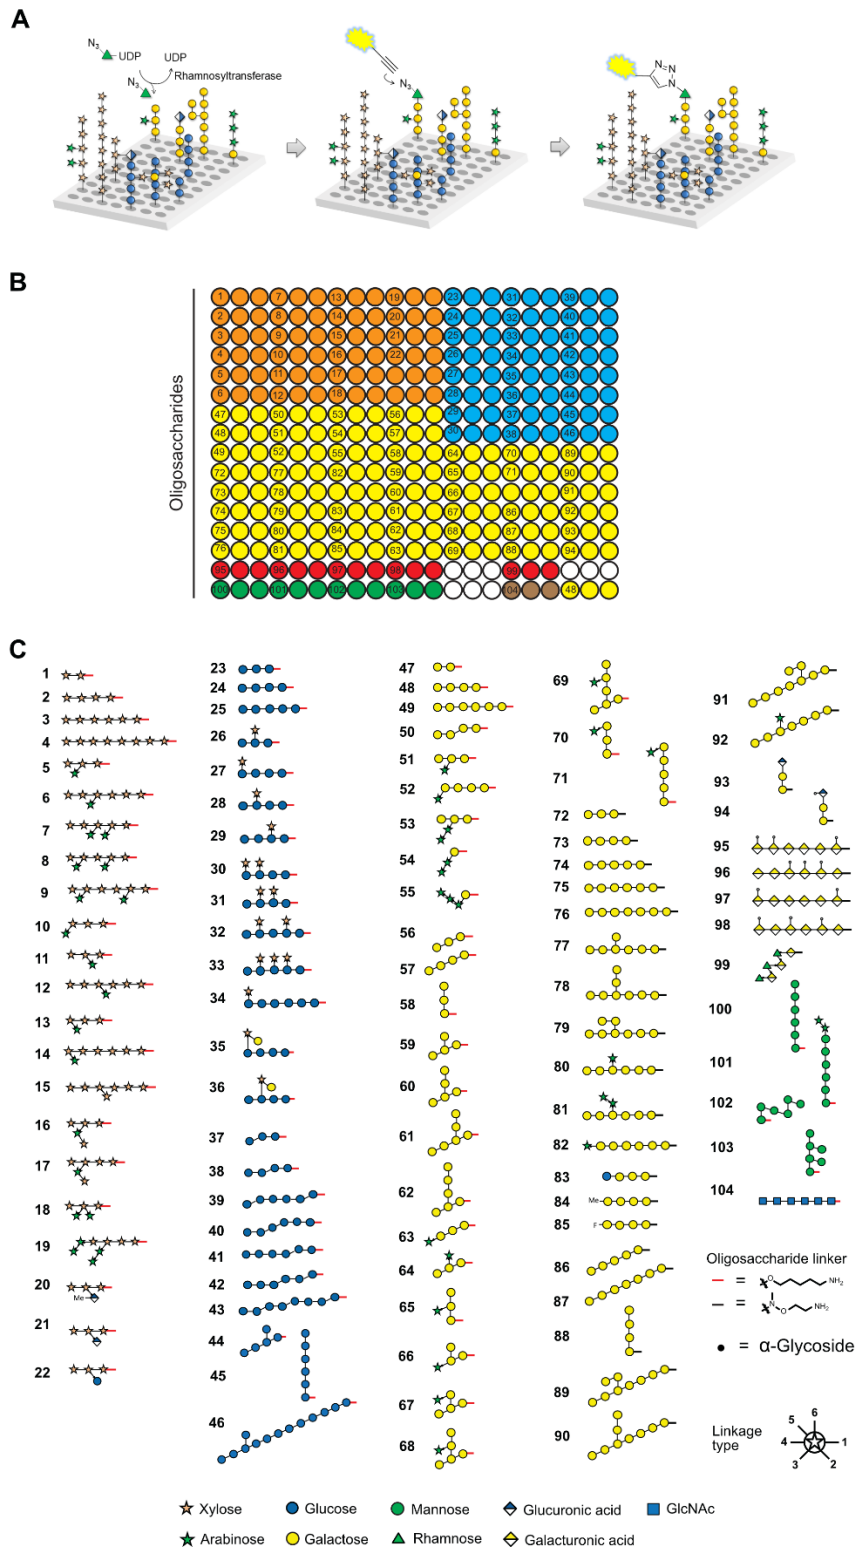 A
N₃
UDP
UDP
Rhamnosyltransferase
N₃
N₃
N
N
N
B
Oligosaccharides
1 7 13 19 23 31 39
2 8 14 20 24 32 40
3 9 15 21 25 33 41
4 10 16 22 26 34 42
5 11 17 27 35 43
6 12 18 28 36 44
47 50 53 56 29 37 45
48 51 54 57 30 38 46
49 52 55 58 64 70 89
72 77 82 59 65 71 90
73 78 60 66 91
74 79 83 61 67 86 92
75 80 84 62 68 87 93
76 81 85 63 69 88 94
95 96 97 98 99
100 101 102 103 104 48
C
1
2
3
4
5
6
7
8
9
10
11
12
13
14
15
16
17
18
19
20
Me
21
22
23
24
25
26
27
28
29
30
31
32
33
34
35
36
37
38
39
40
41
42
43
44
45
46
47
48
49
50
51
52
53
54
55
56
57
58
59
60
61
62
63
64
65
66
67
68
69
70
71
72
73
74
75
76
77
78
79
80
81
82
83
84
Me
85
F
86
87
88
89
90
91
92
93
94
95
96
97
98
99
100
101
102
103
104
Oligosaccharide linker
= O NH₂
= N O NH₂
= α-Glycoside
Linkage type
6
5
4 1
3 2
Xylose Glucose Mannose Glucuronic acid GlcNAc
Arabinose Galactose Rhamnose Galacturonic acid